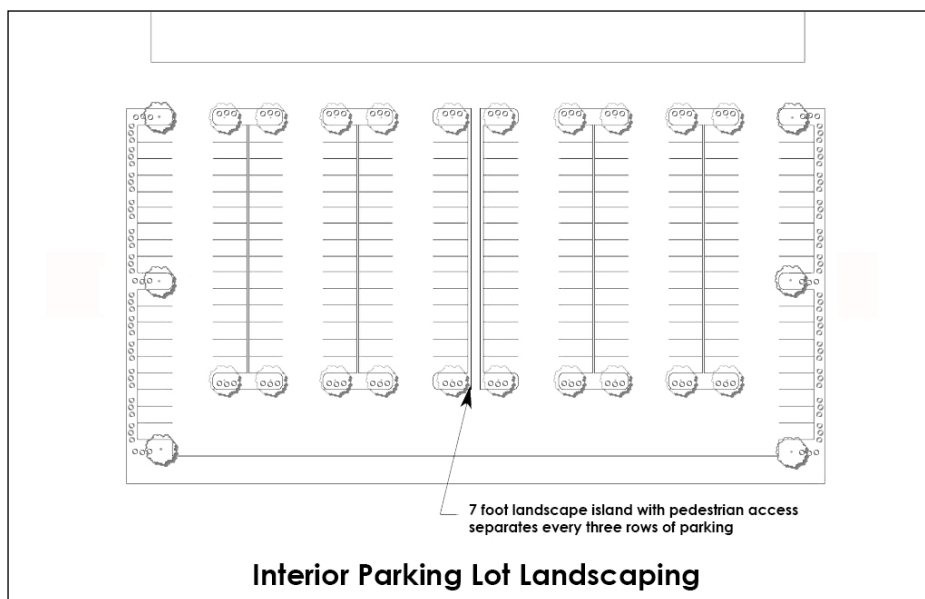 7 foot landscape island with pedestrian access
separates every three rows of parking
Interior Parking Lot Landscaping